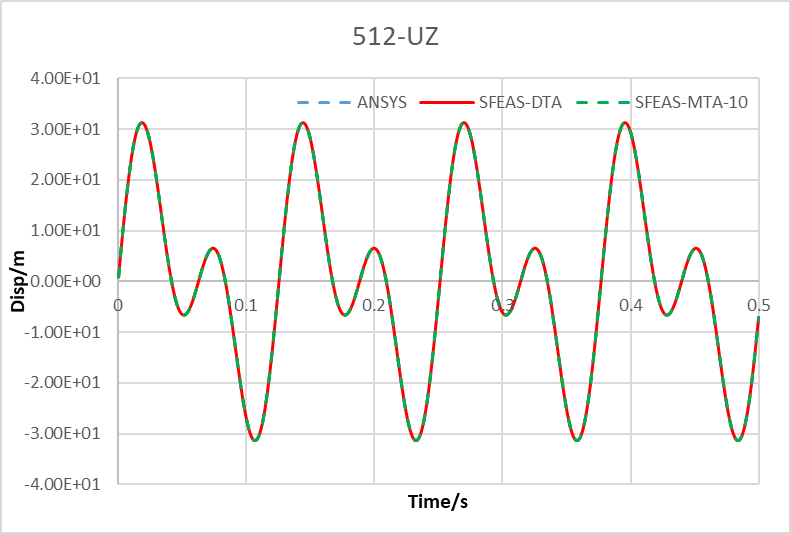 512-UZ
4.00E+01
ANSYS SFEAS-DTA SFEAS-MTA-10
3.00E+01
2.00E+01
1.00E+01
0.00E+00
0 0.1 0.2 0.3 0.4 0.5
-1.00E+01
-2.00E+01
-3.00E+01
-4.00E+01
Disp/m
Time/s